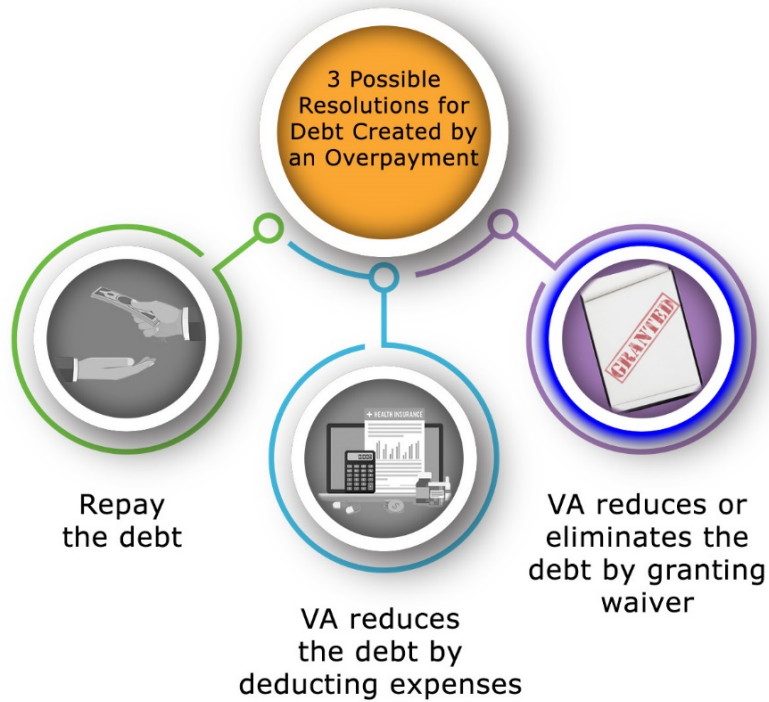 3 Possible
Resolutions for
Debt Created by
an Overpayment
GRANTED
HEALTH INSURANCE
Repay
the debt
VA reduces
the debt by
deducting expenses
VA reduces or
eliminates the
debt by granting
waiver